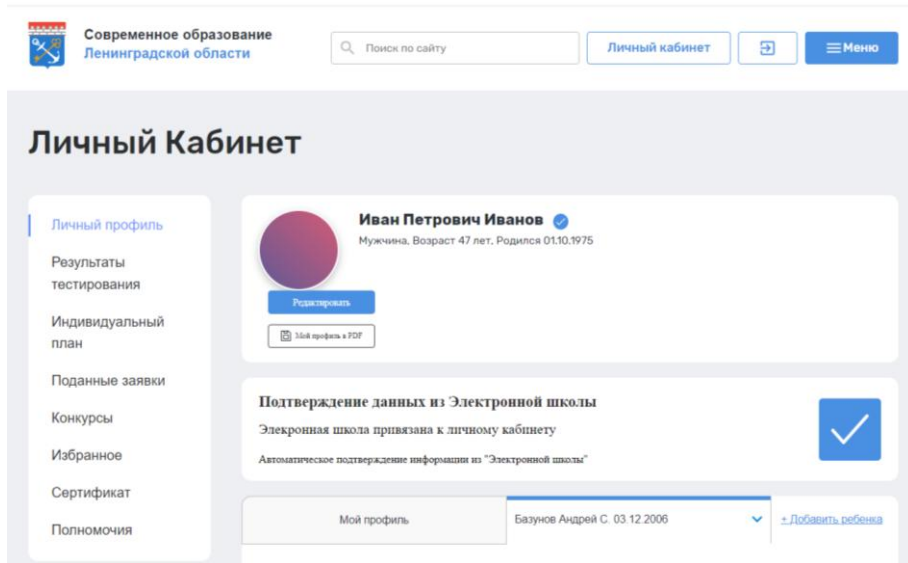 Современное образование
Ленинградской области
Поиск по сайту
Личный кабинет
Меню
Личный Кабинет
Личный профиль
Результаты
тестирования
Индивидуальный
план
Поданные заявки
Конкурсы
Избранное
Сертификат
Полномочия
Иван Петрович Иванов
Мужчина, Возраст 47 лет, Родился 01.10.1975
Редактировать
Мой профиль в PDF
Подтверждение данных из Электронной школы
Элекронная школа привязана к личному кабинету
Автоматическое подтверждение информации из "Электронной школы"
Мой профиль
Базунов Андрей С. 03.12.2006
+ Добавить ребенка